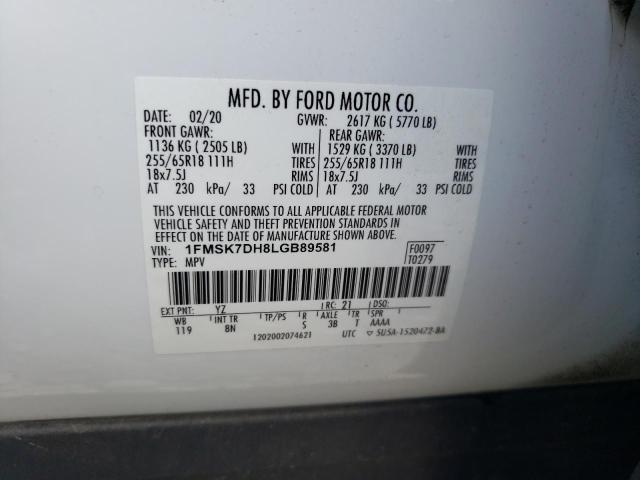 MFD. BY FORD MOTOR CO.
DATE: 02/20 GVWR: 2617 KG ( 5770 LB)
FRONT GAWR: REAR GAWR:
1136 KG ( 2505 LB) WITH 1529 KG ( 3370 LB) WITH
255/65R18 111H TIRES 255/65R18 111H TIRES
18x7.5J RIMS 18x7.5J RIMS
AT 230 kPa/ 33 PSI COLD AT 230 kPa/ 33 PSI COLD
THIS VEHICLE CONFORMS TO ALL APPLICABLE FEDERAL MOTOR
VEHICLE SAFETY AND THEFT PREVENTION STANDARDS IN
EFFECT ON THE DATE OF MANUFACTURE SHOWN ABOVE.
VIN: 1FMSK7DH8LGB89581 F0097
TYPE: MPV T0279
EXT PNT: YZ RC: 21 DSO:
WB INT TR TP/PS R AXLE TR SPR
119 8N S 3B T AAAA
1202002074621 UTC ▽ 5U5A-1520472-BA